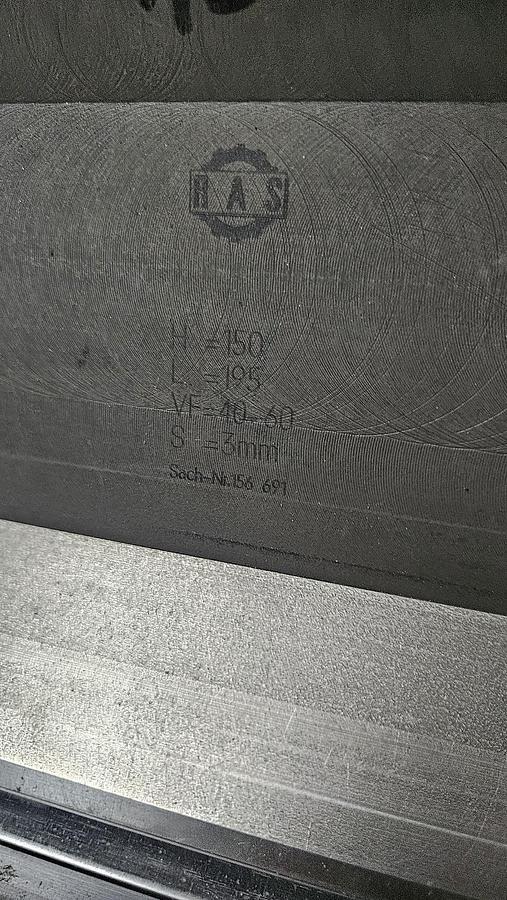 HAS
H =150
L =195
VF=40-60
S =3mm
Sach-Nr.156 691